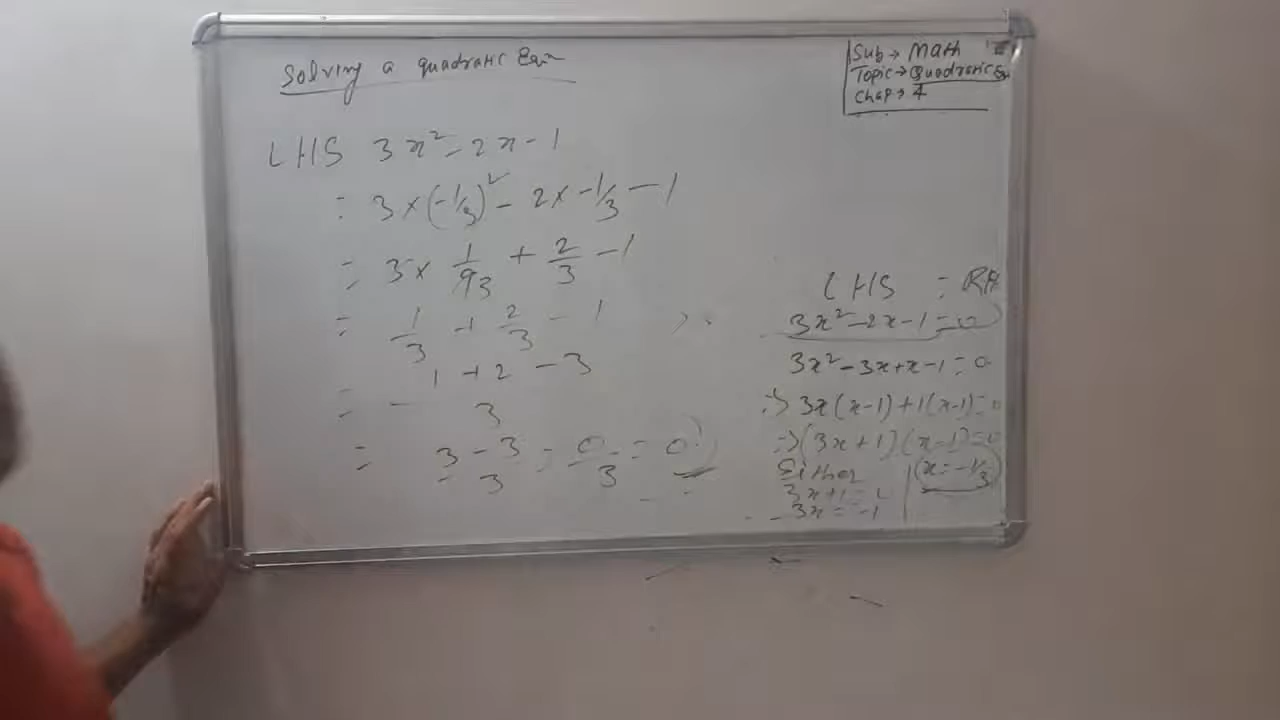 Solving a quadratic Eqn
Sub → Math
Topic → Quadratic Eqn
Chap → 4
LHS 3x² - 2x - 1
= 3 × (-1/3)² - 2 × -1/3 - 1
= 3 × 1/93 + 2/3 - 1
= 1/3 + 2/3 - 1
= 1 + 2 - 3 / 3
= 3 - 3 / 3 = 0/3 = 0
LHS = RH
3x² - 2x - 1 = 0
3x² - 3x + x - 1 = 0
⇒ 3x(x-1) + 1(x-1) = 0
⇒ (3x+1)(x-1) = 0
Either
3x + 1 =
3x = -1
x = -1/3